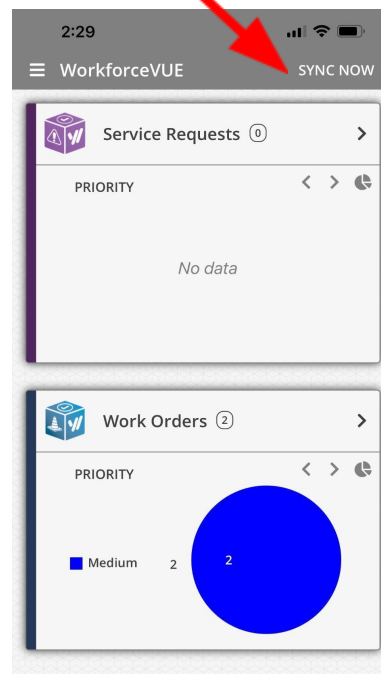 2:29
WorkforceVUE SYNC NOW
Service Requests 0
PRIORITY
No data
Work Orders 2
PRIORITY
Medium 2 2